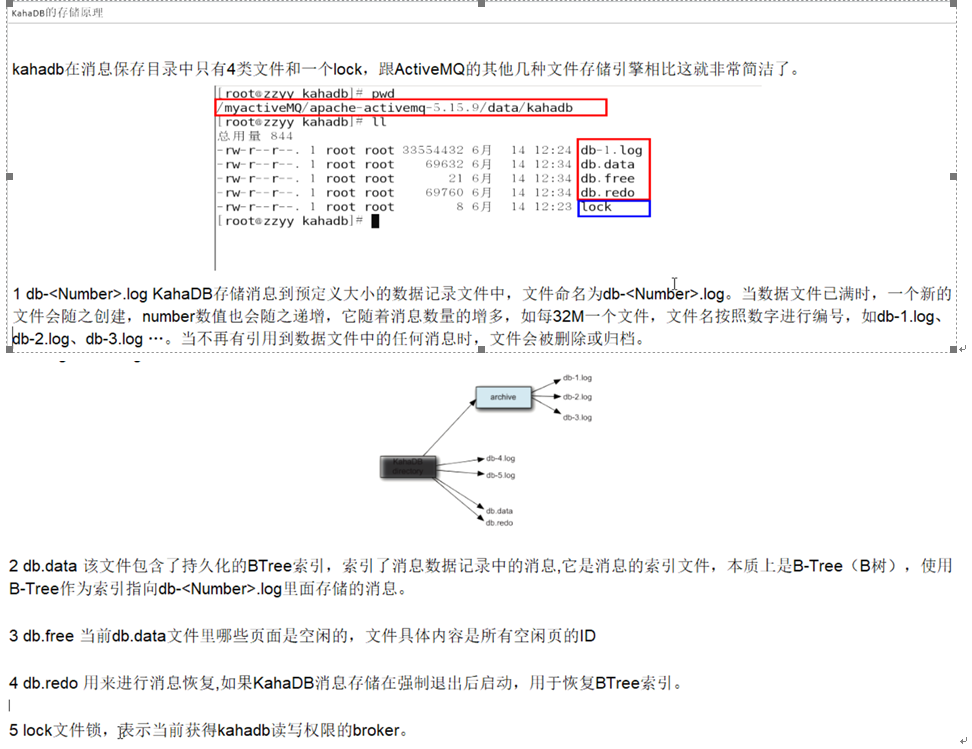 KahaDB的存储原理
kahadb在消息保存目录中只有4类文件和一个lock，跟ActiveMQ的其他几种文件存储引擎相比这就非常简洁了。
[root@zzyy kahadb]# pwd
/myactiveMQ/apache-activemq-5.15.9/data/kahadb
[root@zzyy kahadb]# ll
总用量 844
-rw-r--r--. 1 root root 33554432 6月 14 12:24 db-1.log
-rw-r--r--. 1 root root 69632 6月 14 12:34 db.data
-rw-r--r--. 1 root root 21 6月 14 12:34 db.free
-rw-r--r--. 1 root root 69760 6月 14 12:34 db.redo
-rw-r--r--. 1 root root 8 6月 14 12:23 lock
[root@zzyy kahadb]#
1 db-<Number>.log KahaDB存储消息到预定义大小的数据记录文件中，文件命名为db-<Number>.log。当数据文件已满时，一个新的
文件会随之创建，number数值也会随之递增，它随着消息数量的增多，如每32M一个文件，文件名按照数字进行编号，如db-1.log、
db-2.log、db-3.log …。当不再有引用到数据文件中的任何消息时，文件会被删除或归档。
archive
db-1.log
db-2.log
db-3.log
KahaDB
directory
db-4.log
db-5.log
db.data
db.redo
2 db.data 该文件包含了持久化的BTree索引，索引了消息数据记录中的消息,它是消息的索引文件，本质上是B-Tree（B树），使用
B-Tree作为索引指向db-<Number>.log里面存储的消息。
3 db.free 当前db.data文件里哪些页面是空闲的，文件具体内容是所有空闲页的ID
4 db.redo 用来进行消息恢复,如果KahaDB消息存储在强制退出后启动，用于恢复BTree索引。
5 lock文件锁，表示当前获得kahadb读写权限的broker。